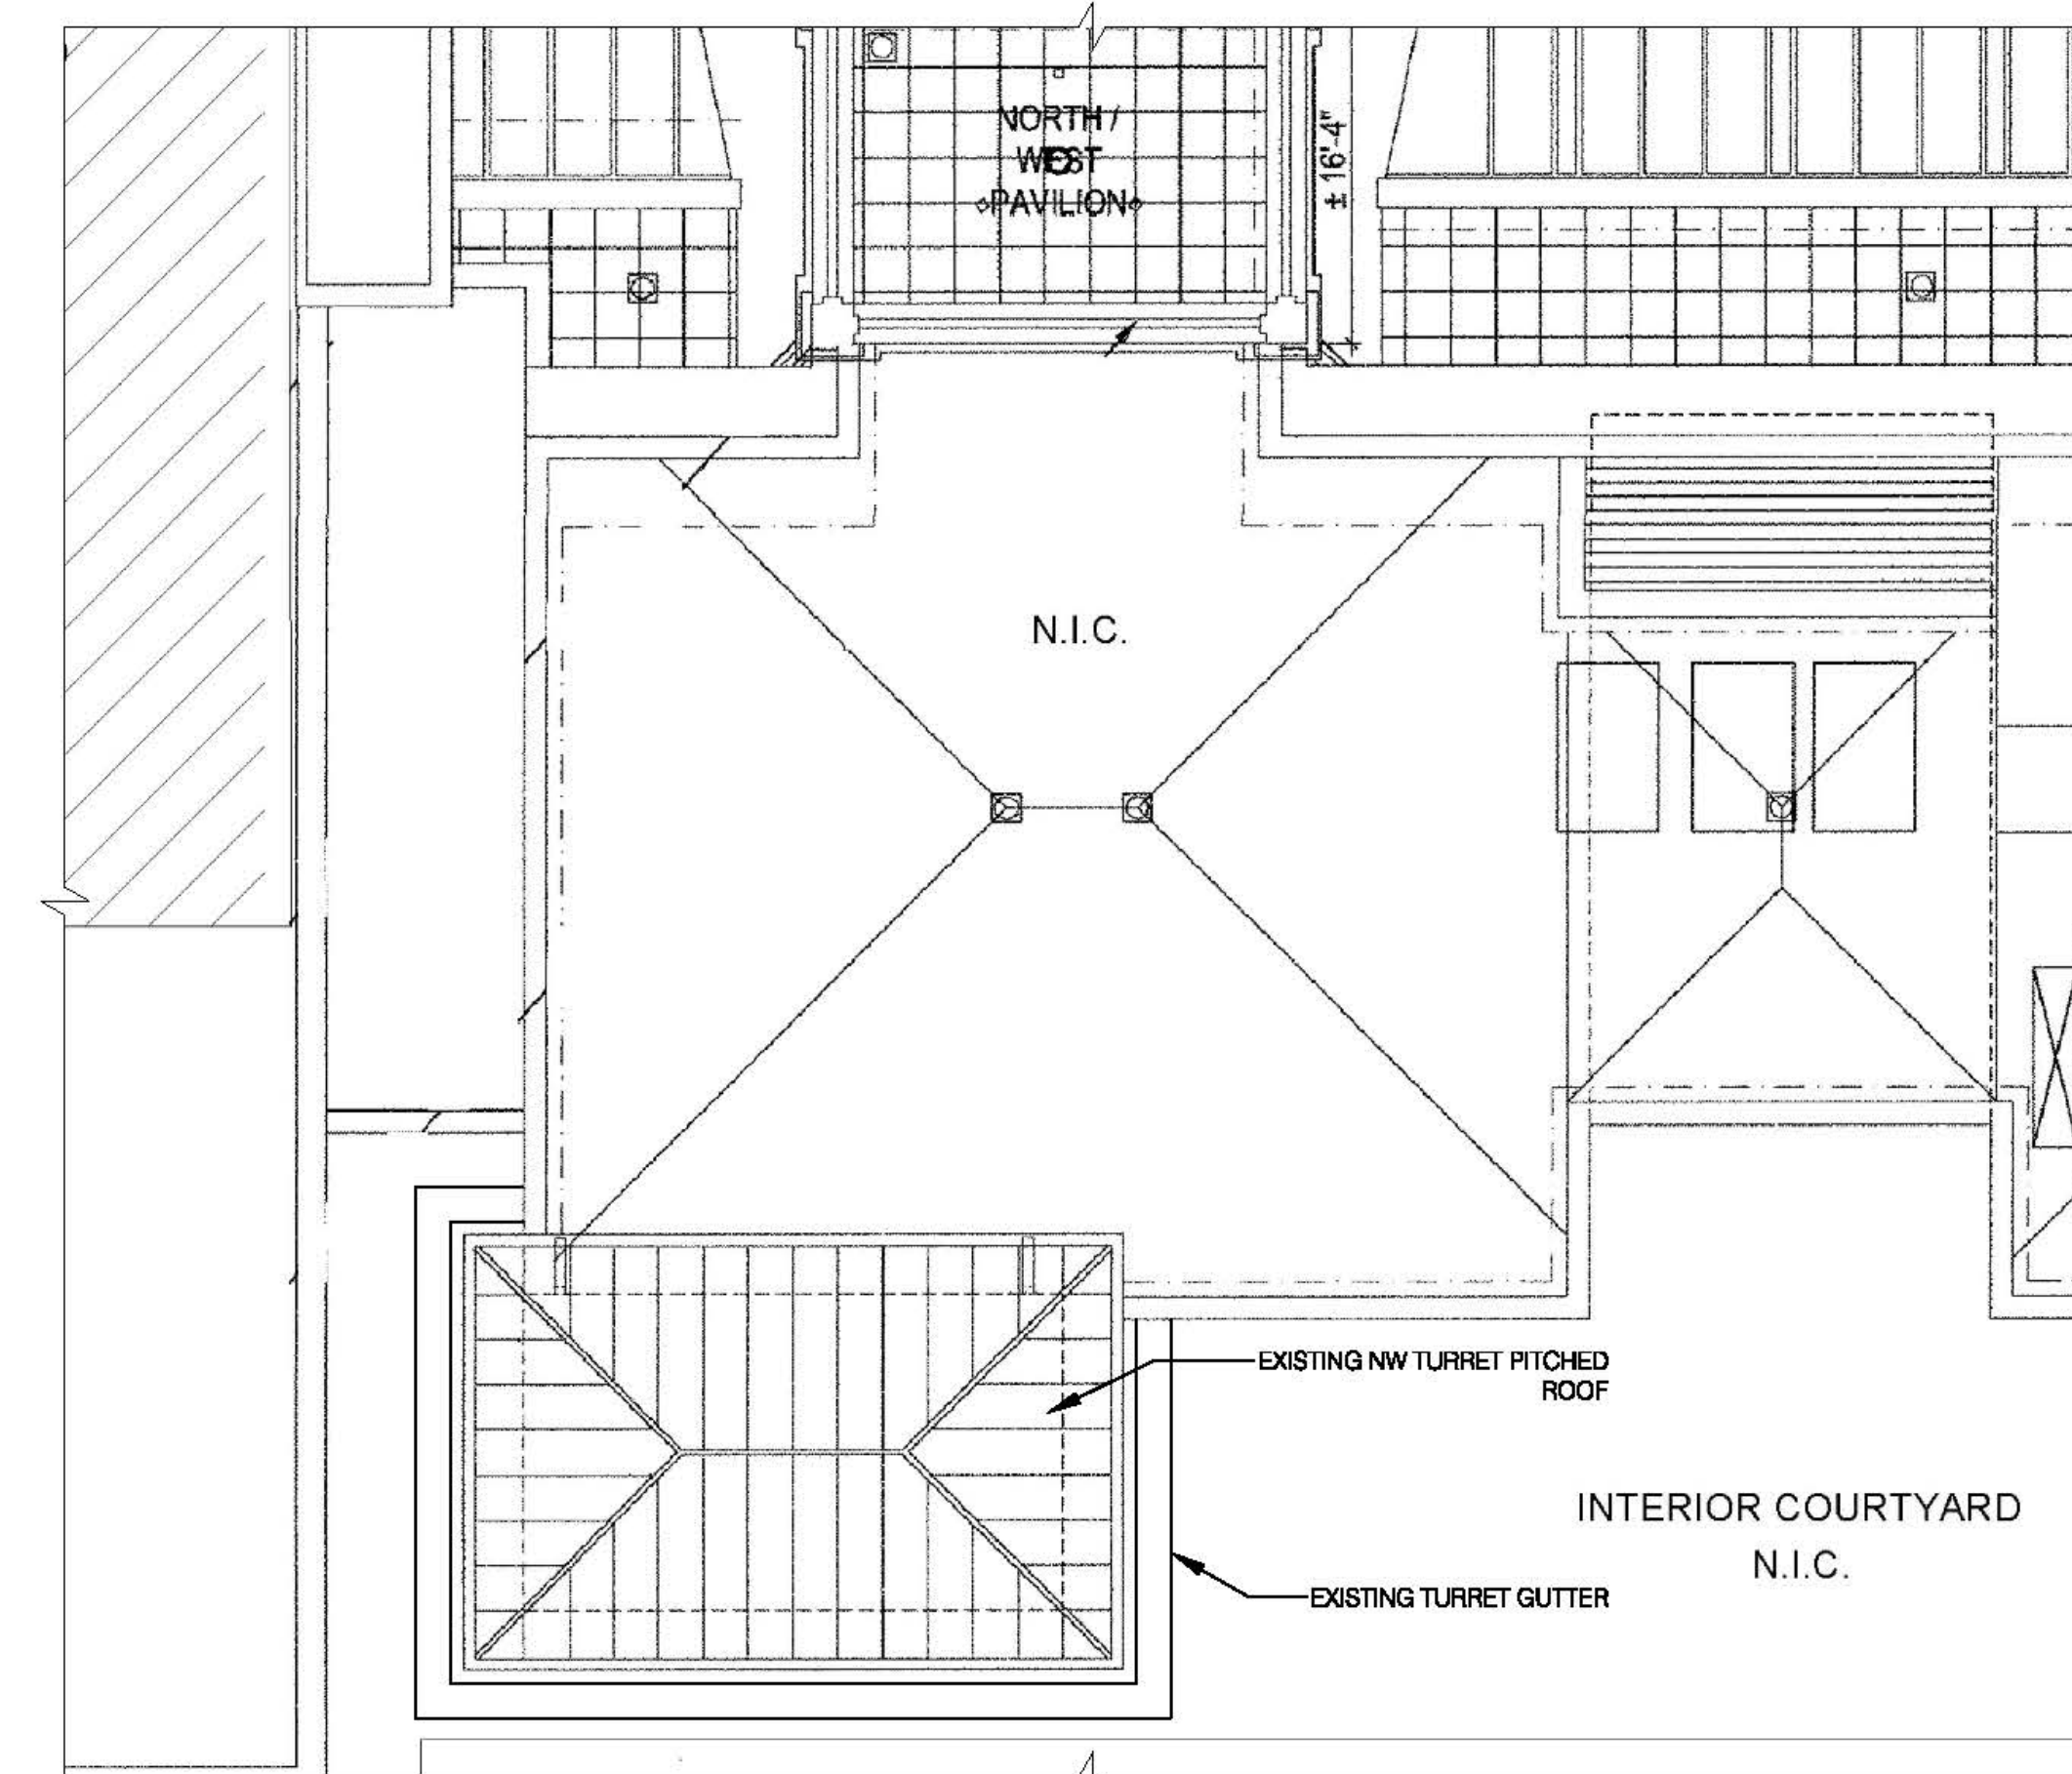 NORTH /
WEST
PAVILION
± 16'-4"
N.I.C.
EXISTING NW TURRET PITCHED
ROOF
INTERIOR COURTYARD
N.I.C.
EXISTING TURRET GUTTER